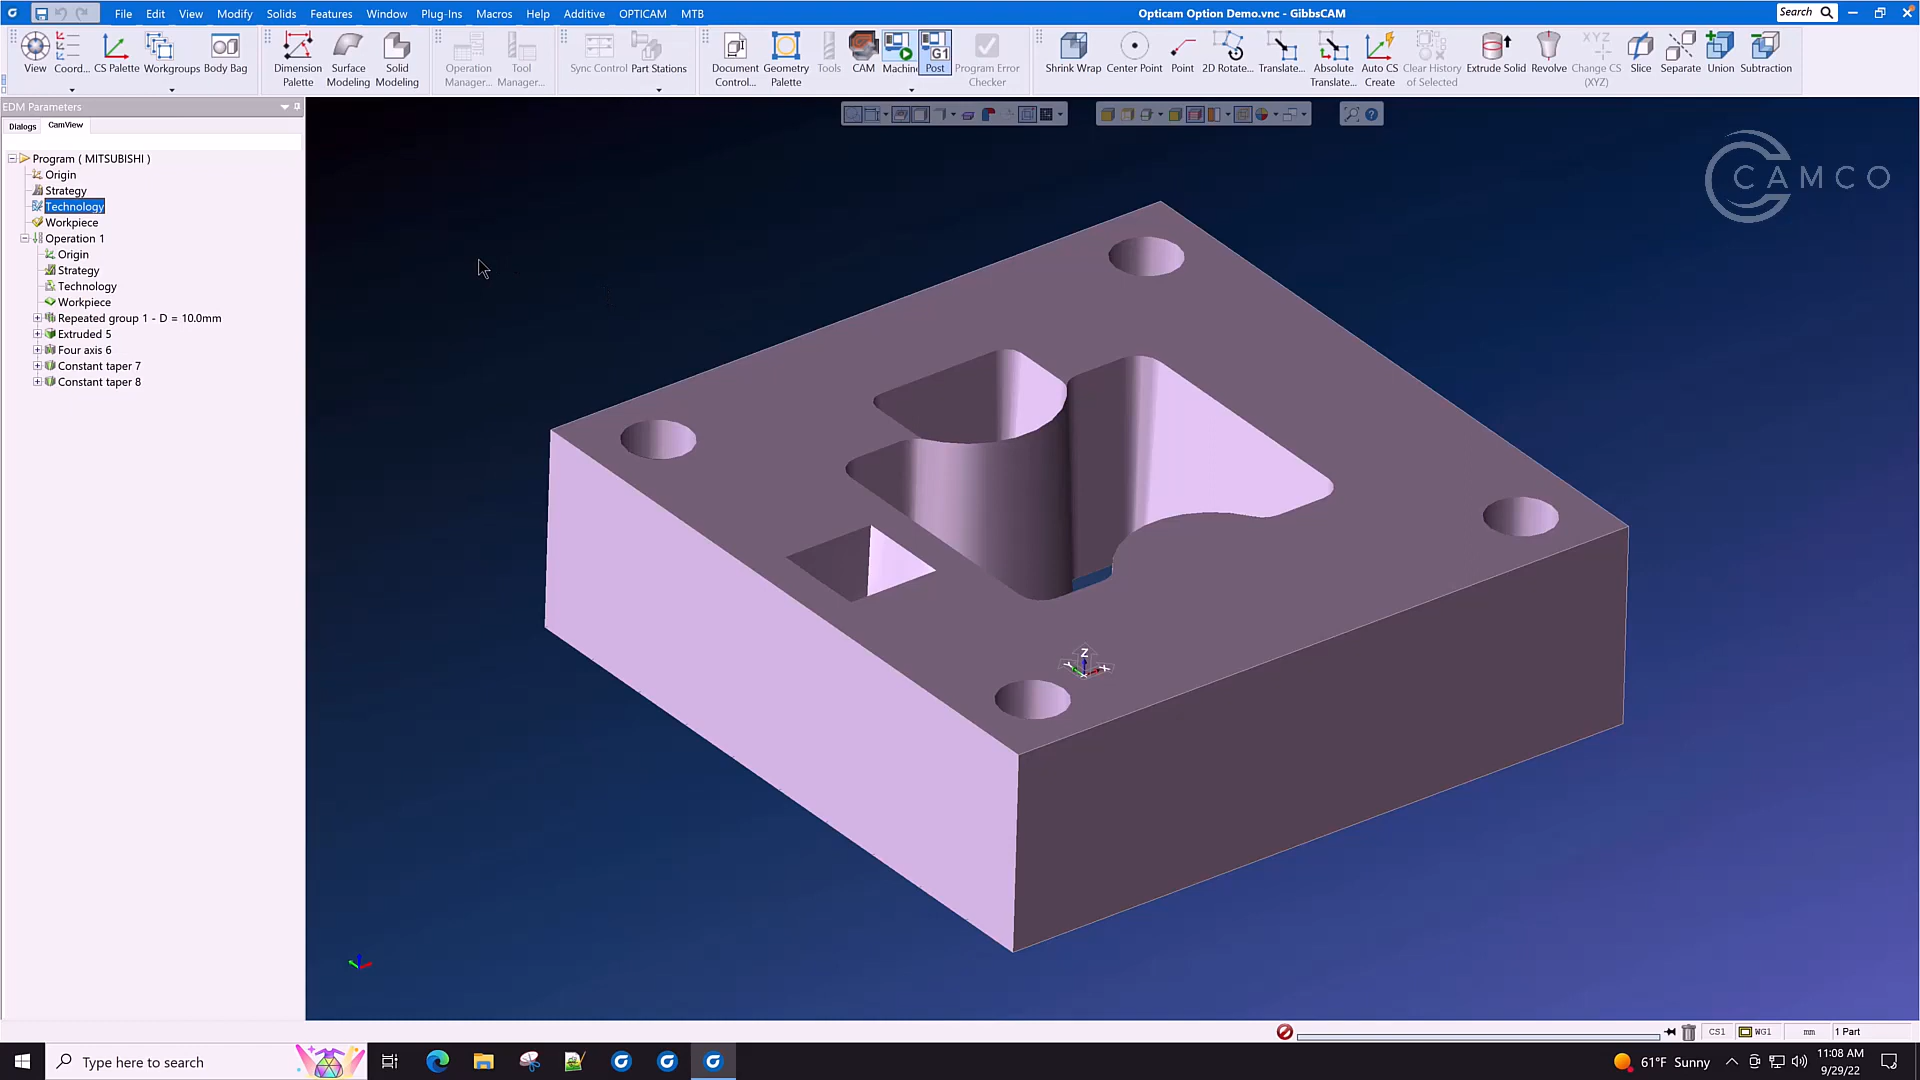 File Edit View Modify Solids Features Window Plug-Ins Macros Help Additive OPTICAM MTB
Opticam Option Demo.vnc - GibbsCAM
Search
View Coord... CS Palette Workgroups Body Bag
Dimension Palette
Surface Modeling
Solid Modeling
Operation Manager...
Tool Manager...
Sync Control Part Stations
Document Control...
Geometry Palette
Tools CAM Machin Post
Program Error Checker
Shrink Wrap Center Point Point 2D Rotate... Translate...
Absolute Translate...
Auto CS Create
Clear History of Selected
Extrude Solid Revolve
Change CS (XYZ)
Slice Separate Union Subtraction
EDM Parameters
Dialogs CamView
Program ( MITSUBISHI )
Origin
Strategy
Technology
Workpiece
Operation 1
Origin
Strategy
Technology
Workpiece
Repeated group 1 - D = 10.0mm
Extruded 5
Four axis 6
Constant taper 7
Constant taper 8
CAMCO
Z
CS1 WG1 mm 1 Part
Type here to search
61°F Sunny
11:08 AM
9/29/22